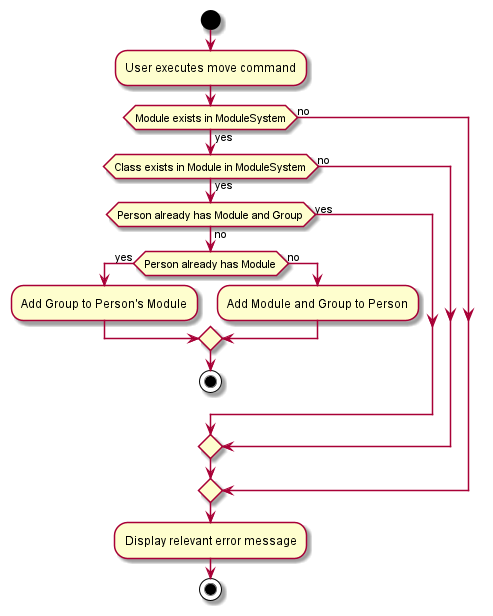 User executes move command
Module exists in ModuleSystem
no
yes
Class exists in Module in ModuleSystem
no
yes
Person already has Module and Group
yes
no
yes
Person already has Module
no
Add Group to Person's Module
Add Module and Group to Person
Display relevant error message